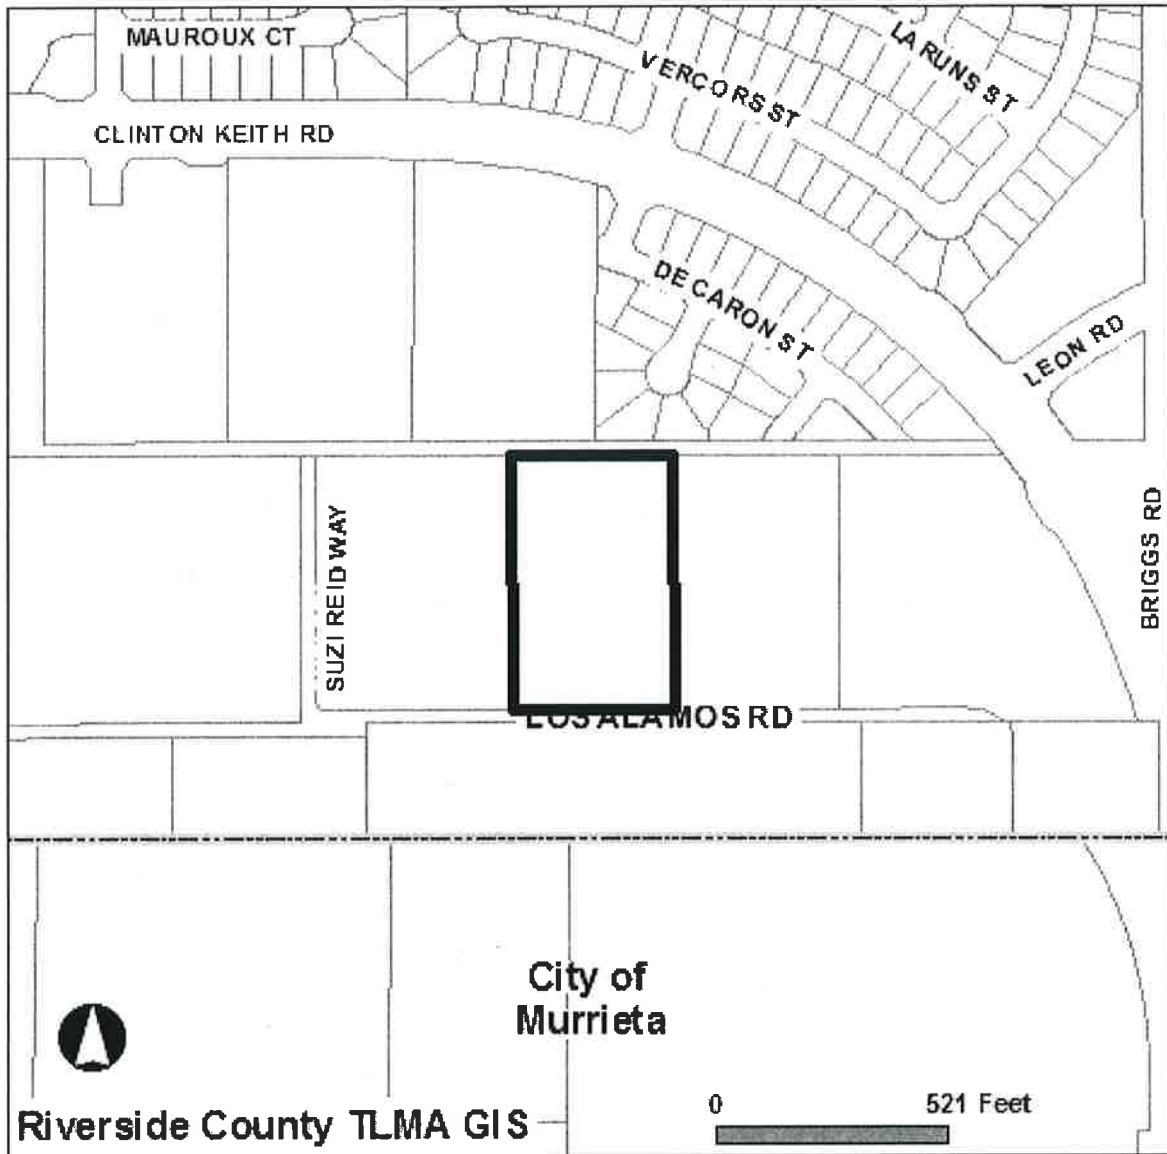 MAUROUX CT
LA RUNS ST
VERCORS ST
CLINTON KEITH RD
DE CARON ST
LEON RD
SUZI REID WAY
BRIGGS RD
LOS ALAMOS RD
City of
Murrieta
0 521 Feet
Riverside County TLMA GIS